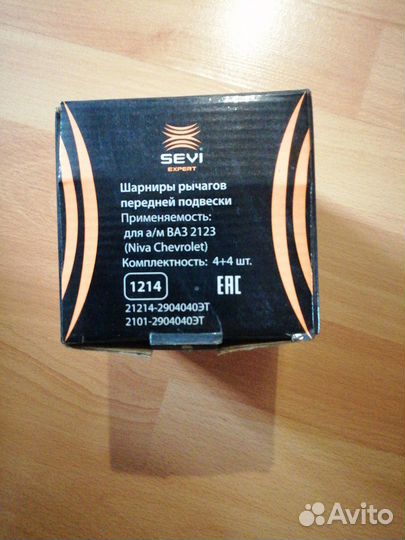 SEVI
EXPERT
Шарниры рычагов
передней подвески
Применяемость:
для а/м ВАЗ 2123
(Niva Chevrolet)
Комплектность: 4+4 шт.
1214 EAC
21214-2904040ЭТ
2101-2904040ЭТ
Avito